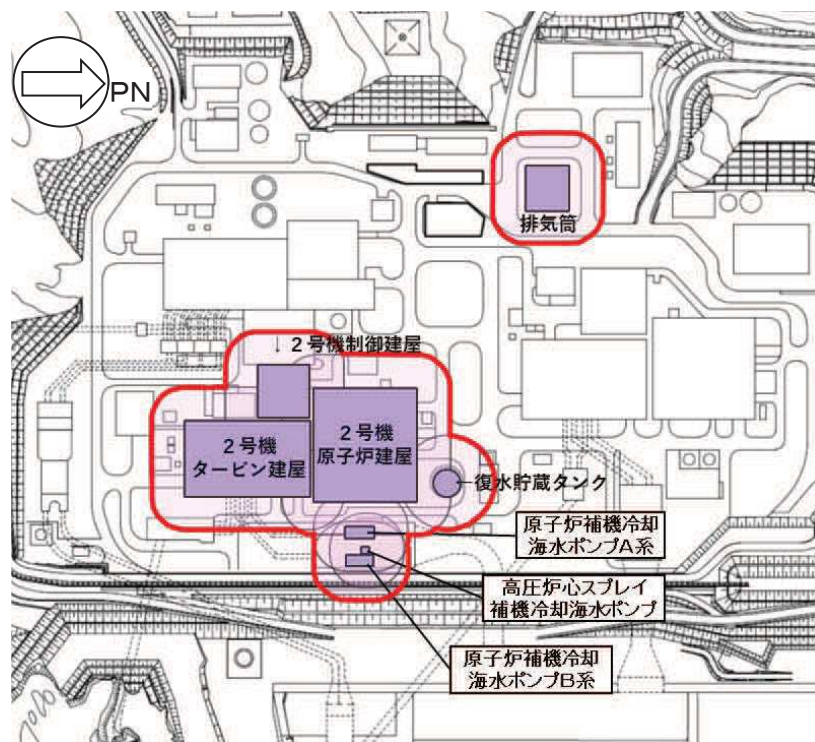 PN
排気筒
↓ 2号機制御建屋
2号機
タービン建屋
2号機
原子炉建屋
復水貯蔵タンク
原子炉補機冷却
海水ポンプA系
高圧炉心スプレイ
補機冷却海水ポンプ
原子炉補機冷却
海水ポンプB系